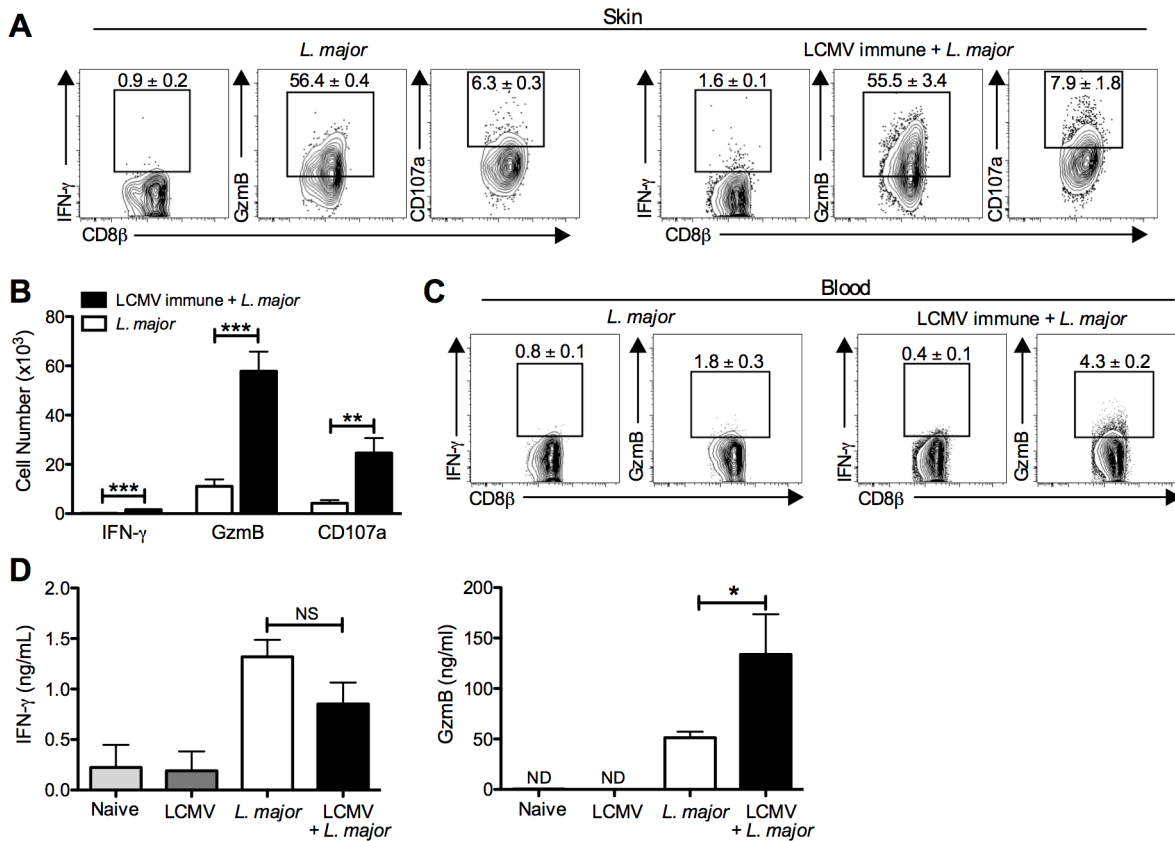 A
Skin
L. major
LCMV immune + L. major
0.9 ± 0.2
56.4 ± 0.4
6.3 ± 0.3
1.6 ± 0.1
55.5 ± 3.4
7.9 ± 1.8
IFN-γ
GzmB
CD107a
IFN-γ
GzmB
CD107a
CD8β
CD8β
B
LCMV immune + L. major
L. major
Cell Number (x10³)
80
60
40
20
0
***
***
**
IFN-γ
GzmB
CD107a
C
Blood
L. major
LCMV immune + L. major
0.8 ± 0.1
1.8 ± 0.3
0.4 ± 0.1
4.3 ± 0.2
IFN-γ
GzmB
IFN-γ
GzmB
CD8β
CD8β
D
IFN-γ (ng/mL)
2.0
1.5
1.0
0.5
0.0
NS
Naive
LCMV
L. major
LCMV
+ L. major
GzmB (ng/ml)
200
150
100
50
0
*
ND
ND
Naive
LCMV
L. major
LCMV
+ L. major